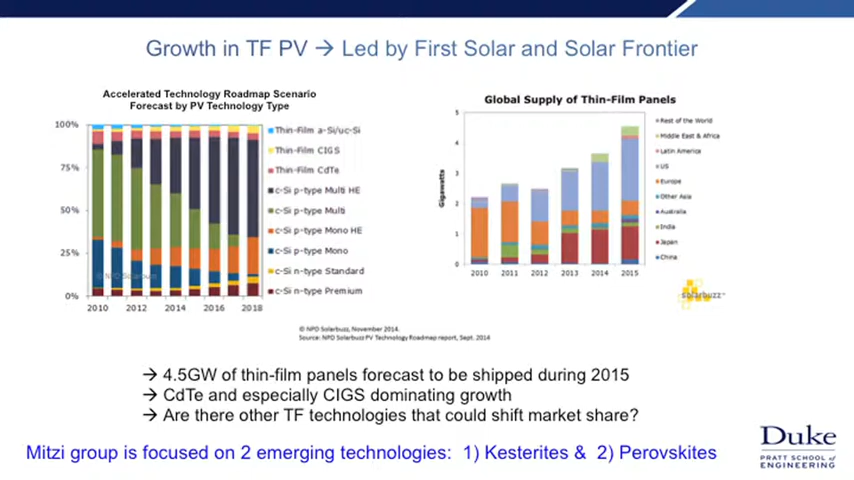 Growth in TF PV → Led by First Solar and Solar Frontier
Accelerated Technology Roadmap Scenario
Forecast by PV Technology Type
100%
75%
50%
25%
0%
2010 2012 2014 2016 2018
© NPD Solarbuzz
Thin-Film a-Si/uc-Si
Thin-Film CIGS
Thin-Film CdTe
c-Si p-type Multi HE
c-Si p-type Multi
c-Si p-type Mono HE
c-Si p-type Mono
c-Si n-type Standard
c-Si n-type Premium
Global Supply of Thin-Film Panels
Gigawatts
5
4
3
2
1
0
2010 2011 2012 2013 2014 2015
Rest of the World
Middle East & Africa
Latin America
US
Europe
Other Asia
Australia
India
Japan
China
solarbuzz
© NPD Solarbuzz, November 2014.
Source: NPD Solarbuzz PV Technology Roadmap report, Sept. 2014
→ 4.5GW of thin-film panels forecast to be shipped during 2015
→ CdTe and especially CIGS dominating growth
→ Are there other TF technologies that could shift market share?
Mitzi group is focused on 2 emerging technologies: 1) Kesterites & 2) Perovskites
Duke
PRATT SCHOOL of
ENGINEERING